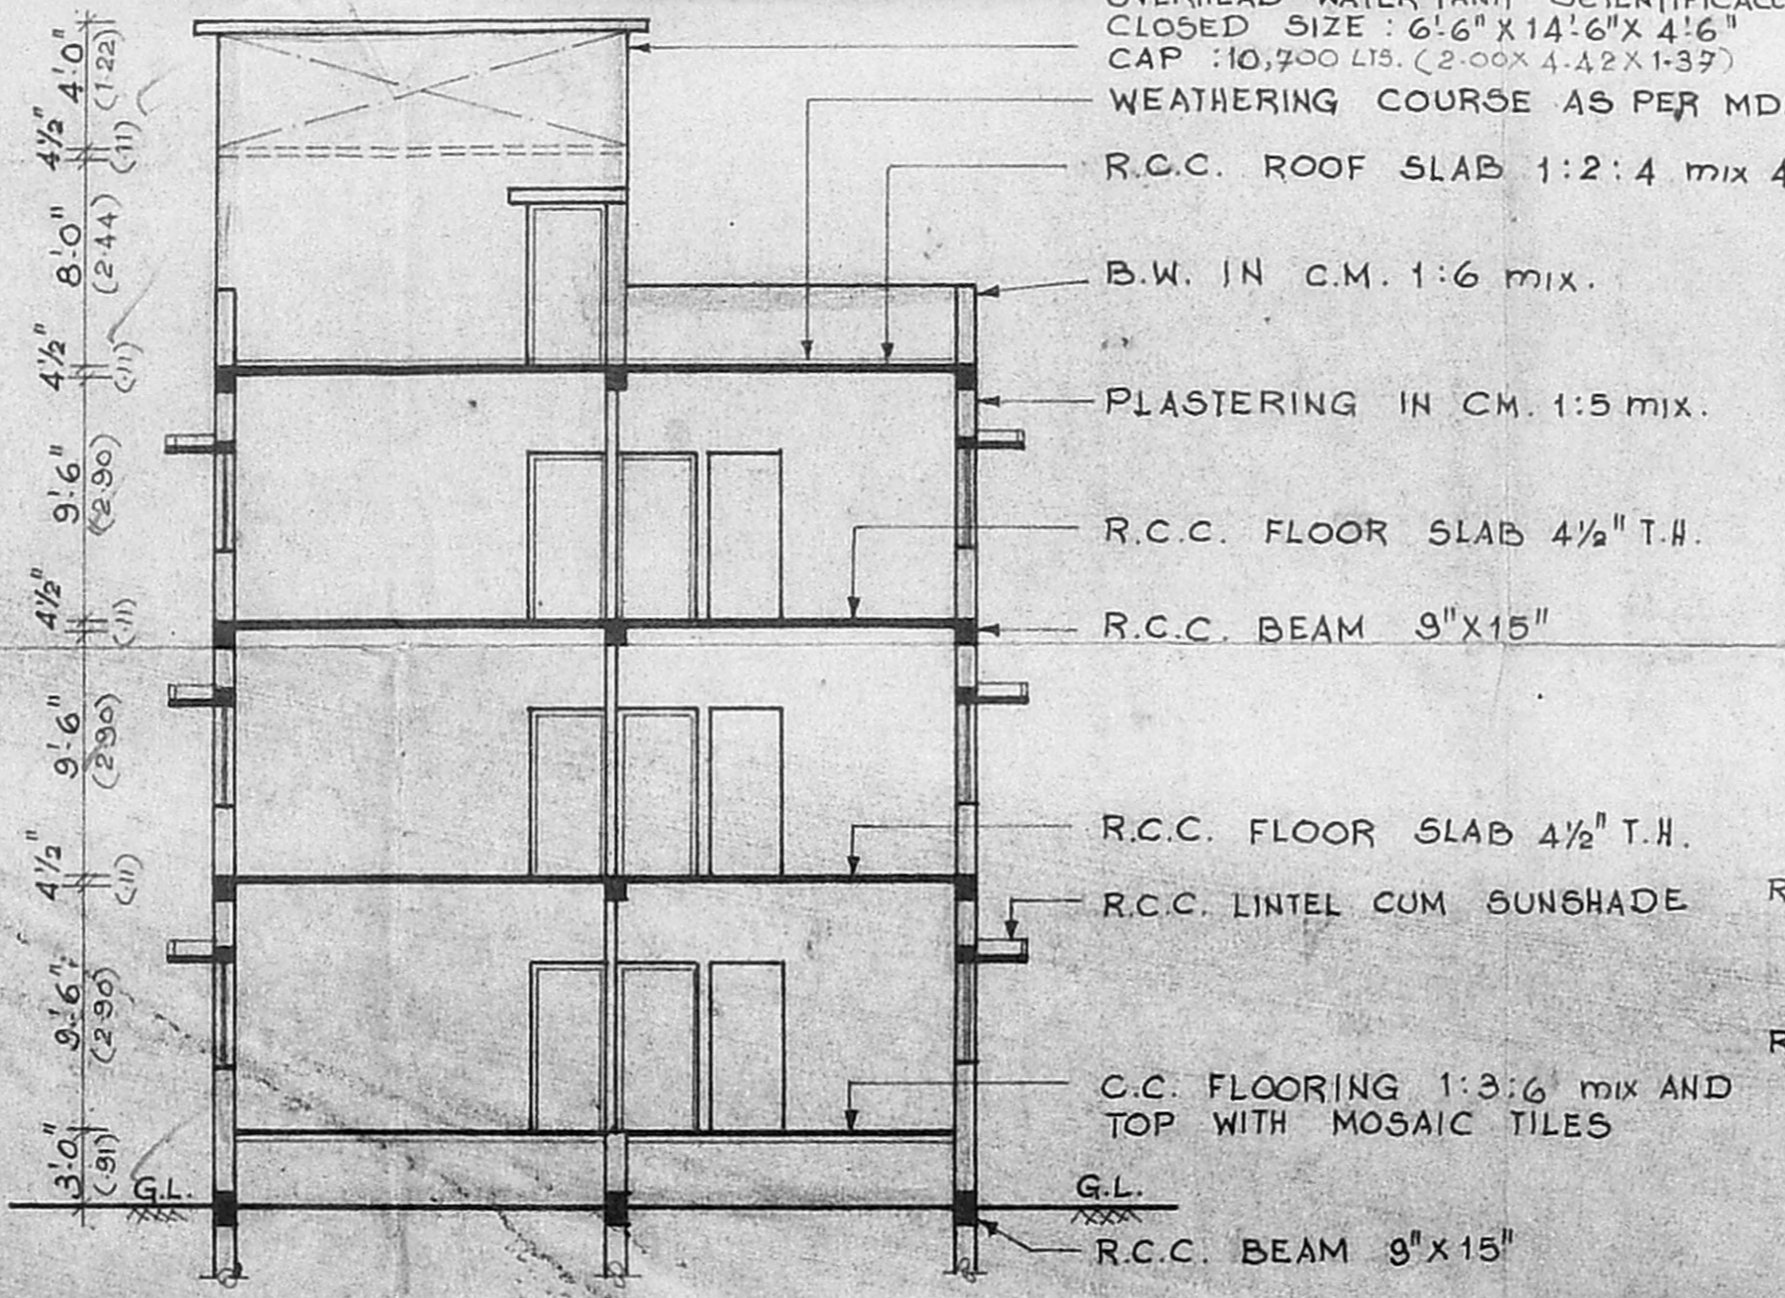 CLOSED SIZE : 6'-6" X 14'-6" X 4'-6"
CAP : 10,700 LTS. (2.00 X 4.42 X 1.37)
WEATHERING COURSE AS PER MD
R.C.C. ROOF SLAB 1:2:4 mix 4
B.W. IN C.M. 1:6 mix.
PLASTERING IN CM. 1:5 mix.
R.C.C. FLOOR SLAB 4½" T.H.
R.C.C. BEAM 9"X15"
R.C.C. FLOOR SLAB 4½" T.H.
R.C.C. LINTEL CUM SUNSHADE
C.C. FLOORING 1:3:6 mix AND
TOP WITH MOSAIC TILES
G.L.
R.C.C. BEAM 9"X15"
4'-0"
(1.22)
4½"
(.11)
8'-0"
(2.44)
4½"
(.11)
9'-6"
(2.90)
4½"
(.11)
9'-6"
(2.90)
4½"
(.11)
9'-6"
(2.90)
3'-0"
(.91)
G.L.
R
R